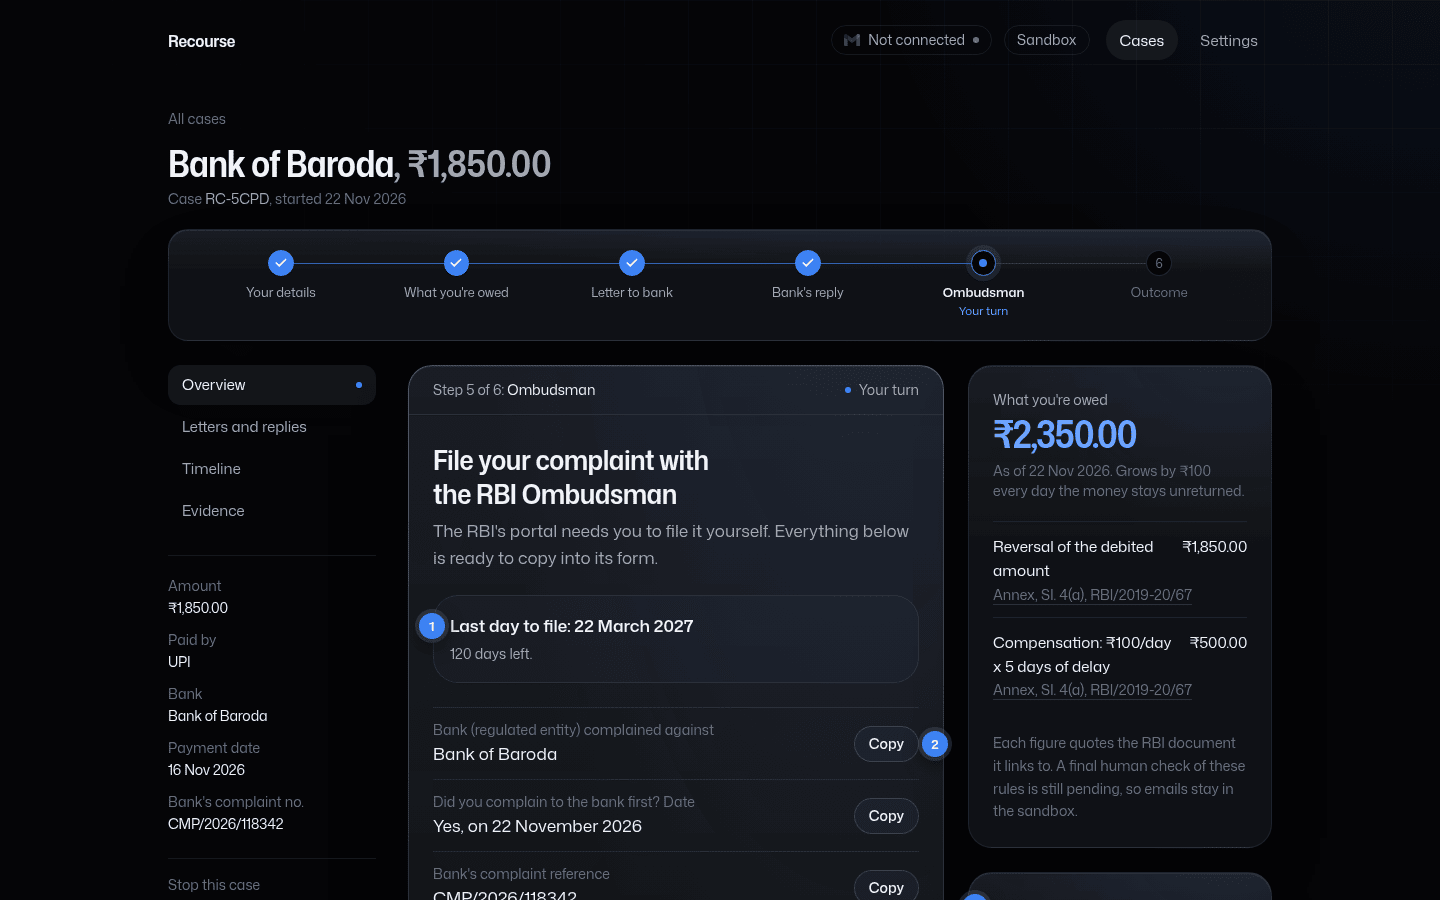 Recourse
Not connected
Sandbox
Cases
Settings
All cases
Bank of Baroda, ₹1,850.00
Case RC-5CPD, started 22 Nov 2026
Your details
What you're owed
Letter to bank
Bank's reply
Ombudsman
Your turn
6
Outcome
Overview
Letters and replies
Timeline
Evidence
Amount
₹1,850.00
Paid by
UPI
Bank
Bank of Baroda
Payment date
16 Nov 2026
Bank's complaint no.
CMP/2026/118342
Stop this case
Step 5 of 6: Ombudsman
Your turn
File your complaint with
the RBI Ombudsman
The RBI's portal needs you to file it yourself. Everything below
is ready to copy into its form.
1
Last day to file: 22 March 2027
120 days left.
Bank (regulated entity) complained against
Bank of Baroda
Copy
2
Did you complain to the bank first? Date
Yes, on 22 November 2026
Copy
Bank's complaint reference
CMP/2026/118342
Copy
What you're owed
₹2,350.00
As of 22 Nov 2026. Grows by ₹100
every day the money stays unreturned.
Reversal of the debited ₹1,850.00
amount
Annex, Sl. 4(a), RBI/2019-20/67
Compensation: ₹100/day ₹500.00
x 5 days of delay
Annex, Sl. 4(a), RBI/2019-20/67
Each figure quotes the RBI document
it links to. A final human check of these
rules is still pending, so emails stay in
the sandbox.